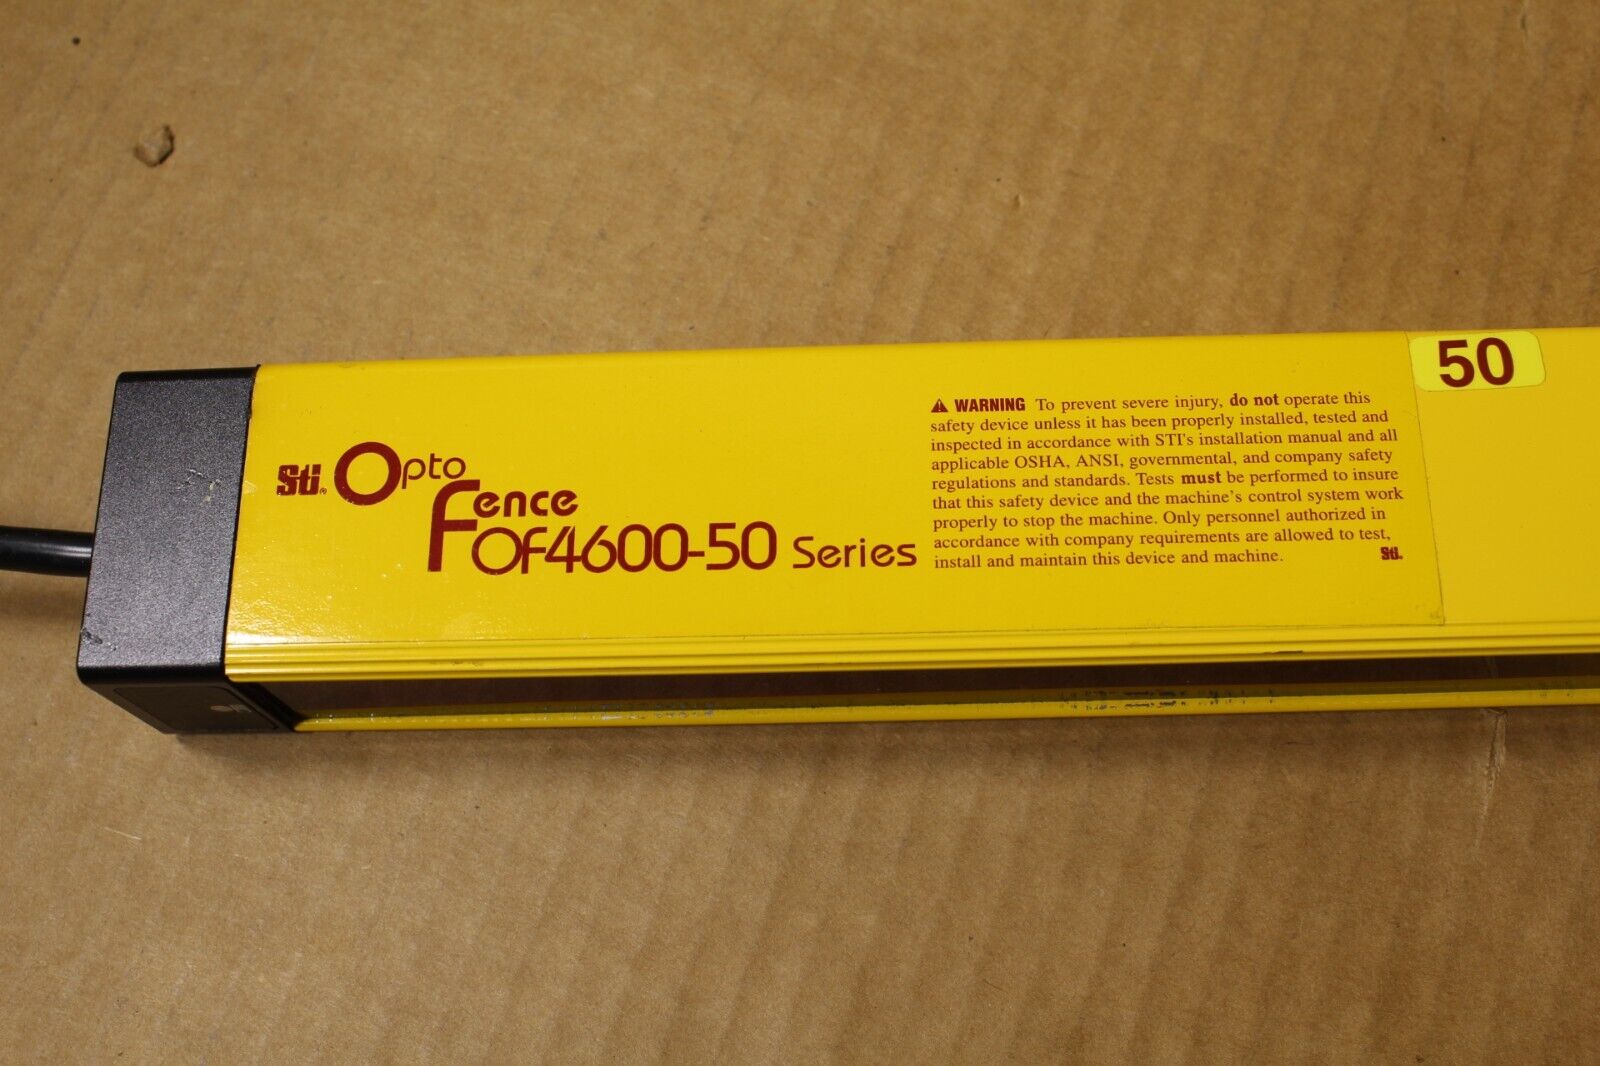 Sti® Opto
Fence
OF4600-50 Series
⚠ WARNING To prevent severe injury, do not operate this
safety device unless it has been properly installed, tested and
inspected in accordance with STI's installation manual and all
applicable OSHA, ANSI, governmental, and company safety
regulations and standards. Tests must be performed to insure
that this safety device and the machine's control system work
properly to stop the machine. Only personnel authorized in
accordance with company requirements are allowed to test,
install and maintain this device and machine.
Sti®
50